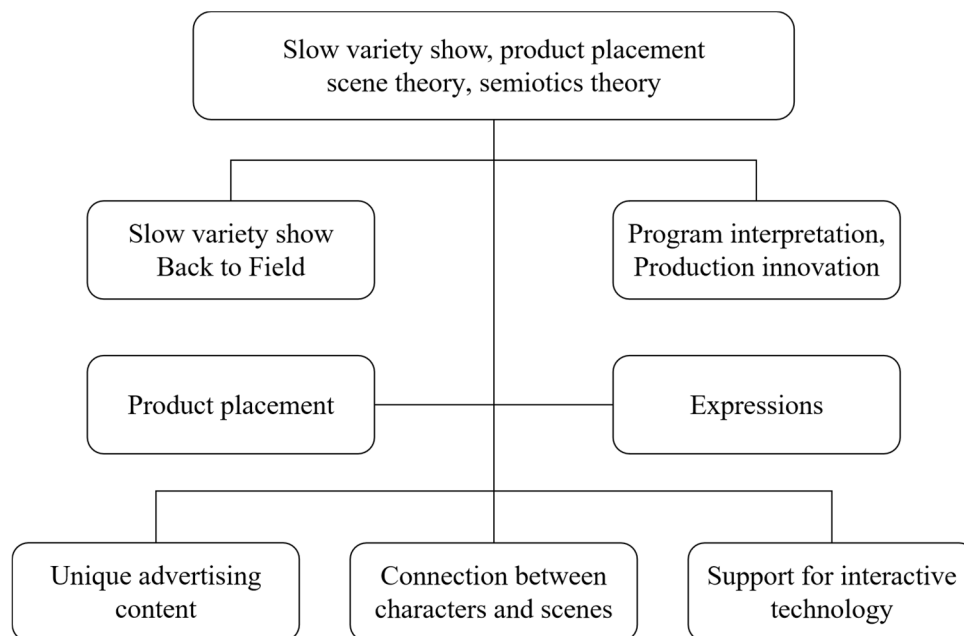 Slow variety show, product placement
scene theory, semiotics theory
Slow variety show
Back to Field
Program interpretation,
Production innovation
Product placement
Expressions
Unique advertising
content
Connection between
characters and scenes
Support for interactive
technology